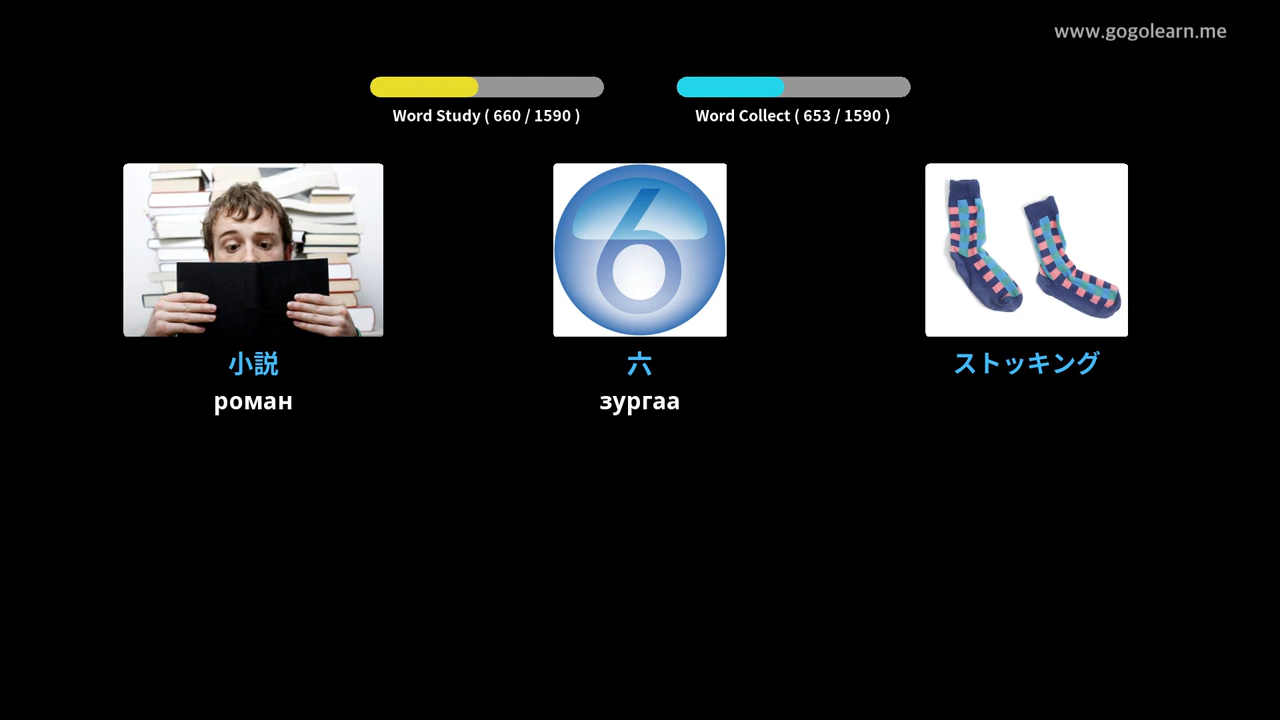 www.gogolearn.me
Word Study ( 660 / 1590 )
Word Collect ( 653 / 1590 )
6
小説
六
ストッキング
роман
зургаа